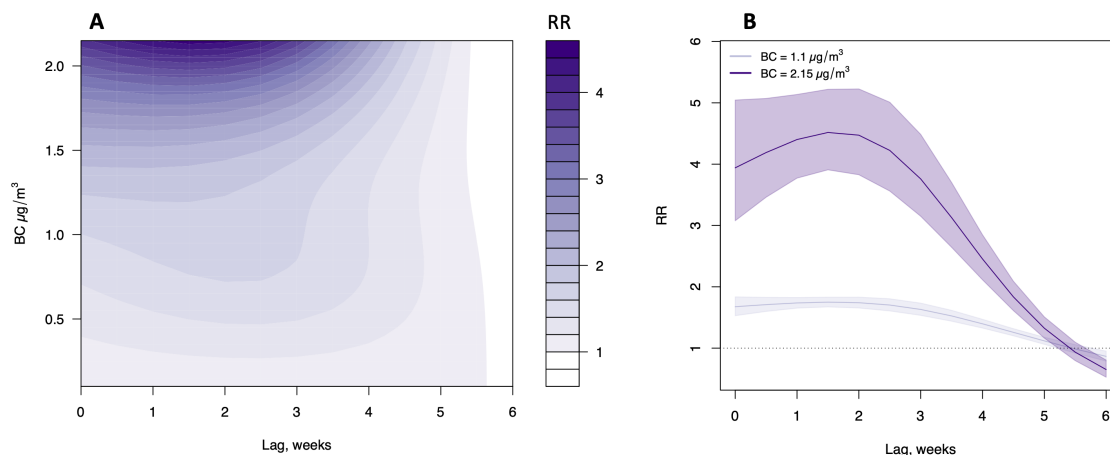 A
RR
BC µg/m³
2.0
1.5
1.0
0.5
0 1 2 3 4 5 6
Lag, weeks
4
3
2
1
B
BC = 1.1 µg/m³
BC = 2.15 µg/m³
RR
6
5
4
3
2
1
0 1 2 3 4 5 6
Lag, weeks